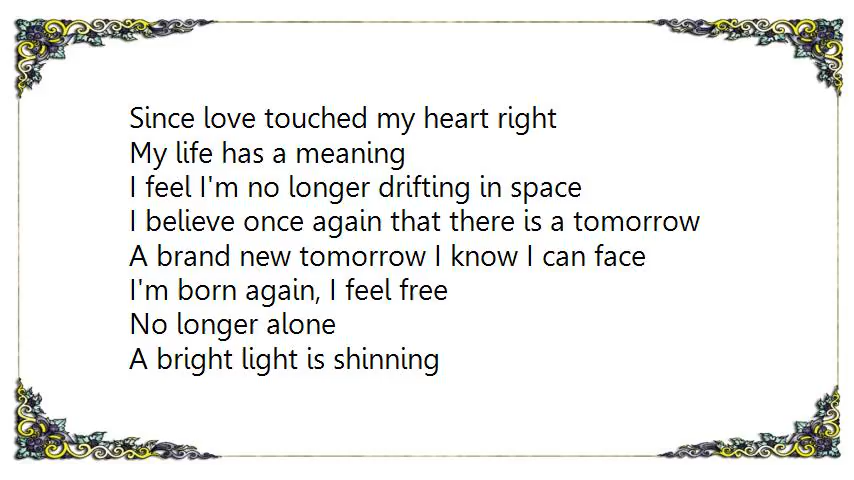 Since love touched my heart right
My life has a meaning
I feel I'm no longer drifting in space
I believe once again that there is a tomorrow
A brand new tomorrow I know I can face
I'm born again, I feel free
No longer alone
A bright light is shinning